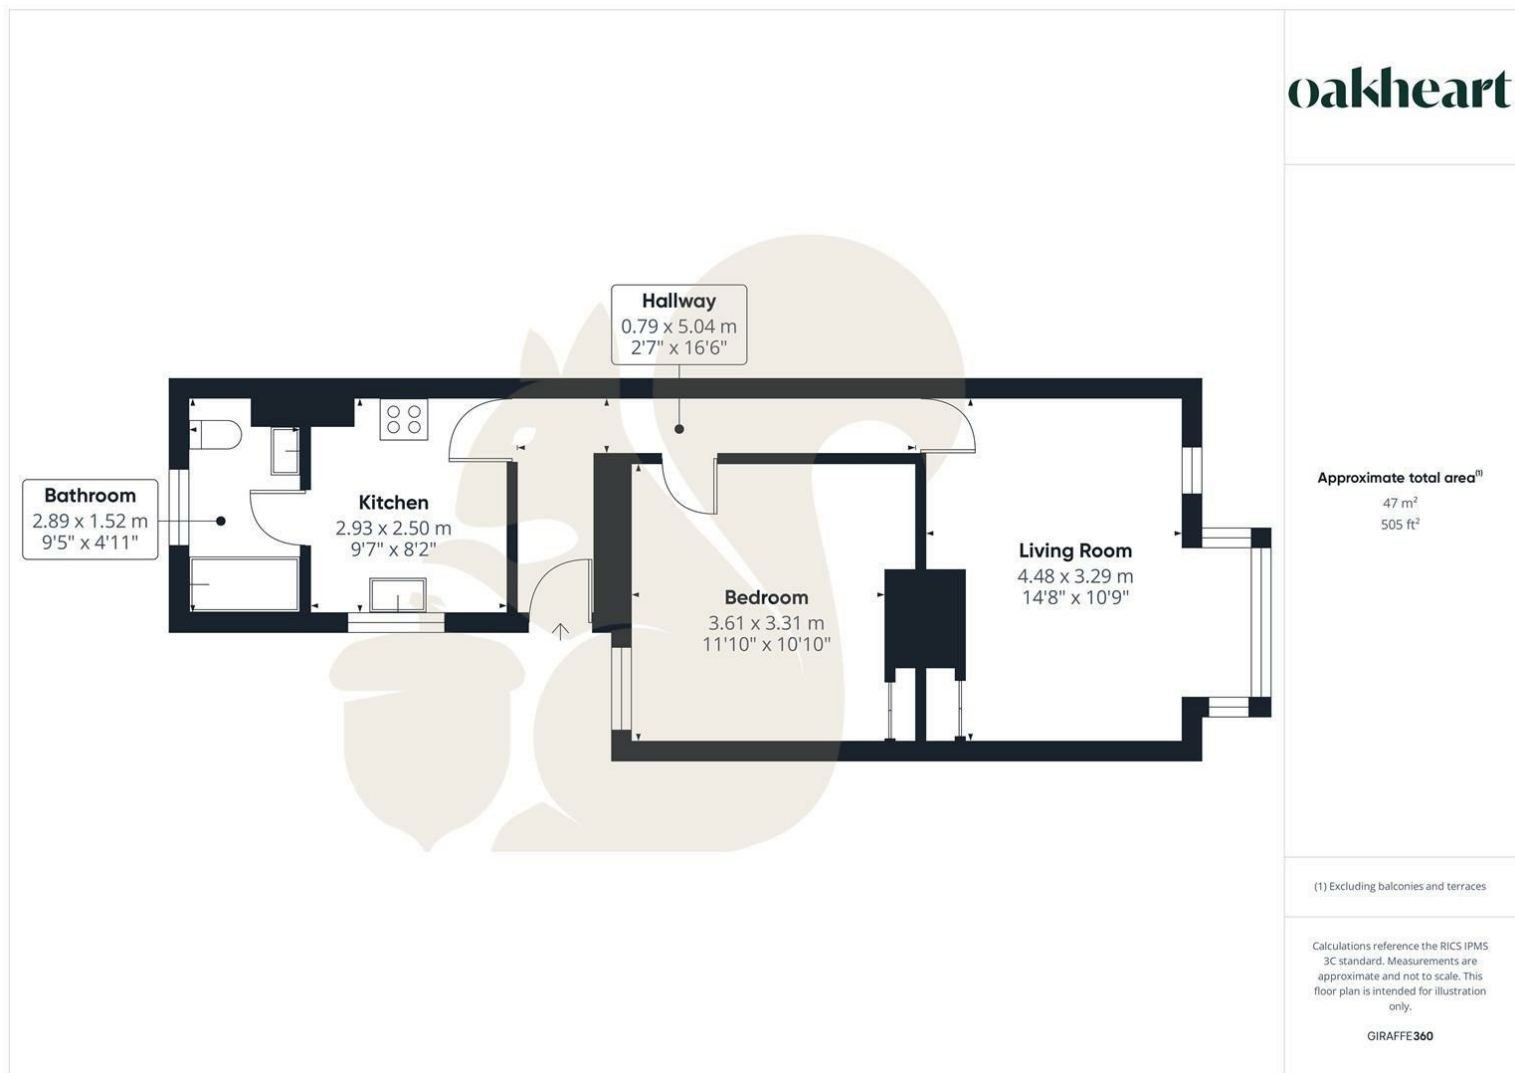 oakheart
Hallway
0.79 x 5.04 m
2'7" x 16'6"
Bathroom
2.89 x 1.52 m
9'5" x 4'11"
Kitchen
2.93 x 2.50 m
9'7" x 8'2"
Bedroom
3.61 x 3.31 m
11'10" x 10'10"
Living Room
4.48 x 3.29 m
14'8" x 10'9"
Approximate total area(1)
47 m²
505 ft²
(1) Excluding balconies and terraces
Calculations reference the RICS IPMS
3C standard. Measurements are
approximate and not to scale. This
floor plan is intended for illustration
only.
GIRAFFE360